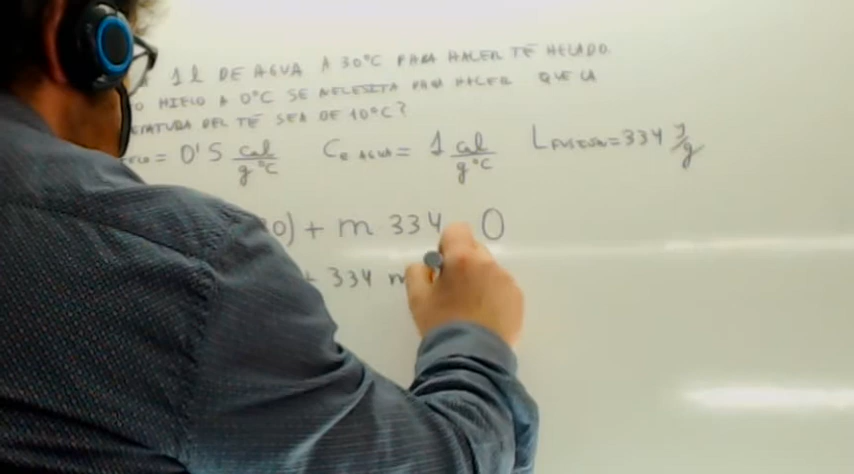 1 l DE AGUA A 30°C PARA HACER TÉ HELADO.
HIELO A 0°C SE NECESITA PARA HACER QUE LA
DEL TÉ SEA DE 10°C?
= 0'5 cal/g°C Ce AGUA = 1 cal/g°C L FUSIÓN = 334 J/g
) + m 334 0
+ 334 m